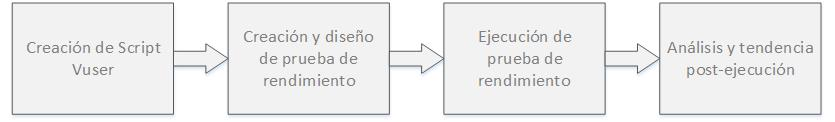 Creación de Script
Vuser
Creación y diseño
de prueba de
rendimiento
Ejecución de
prueba de
rendimiento
Análisis y tendencia
post-ejecución